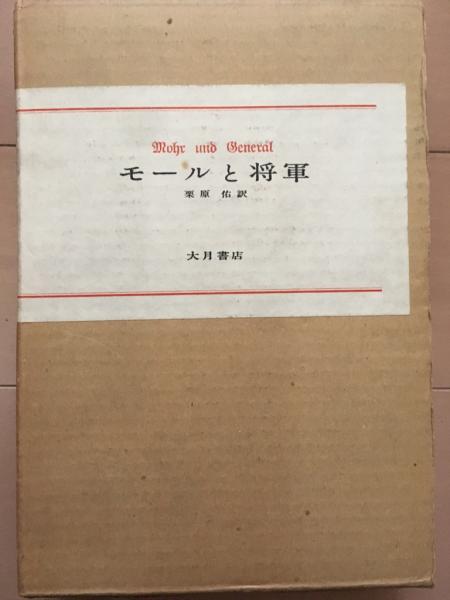 Mohr und General
モールと将軍
栗原 佑訳
大月書店